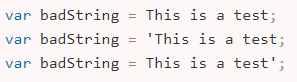 var badString = This is a test;
var badString = 'This is a test;
var badString = This is a test';